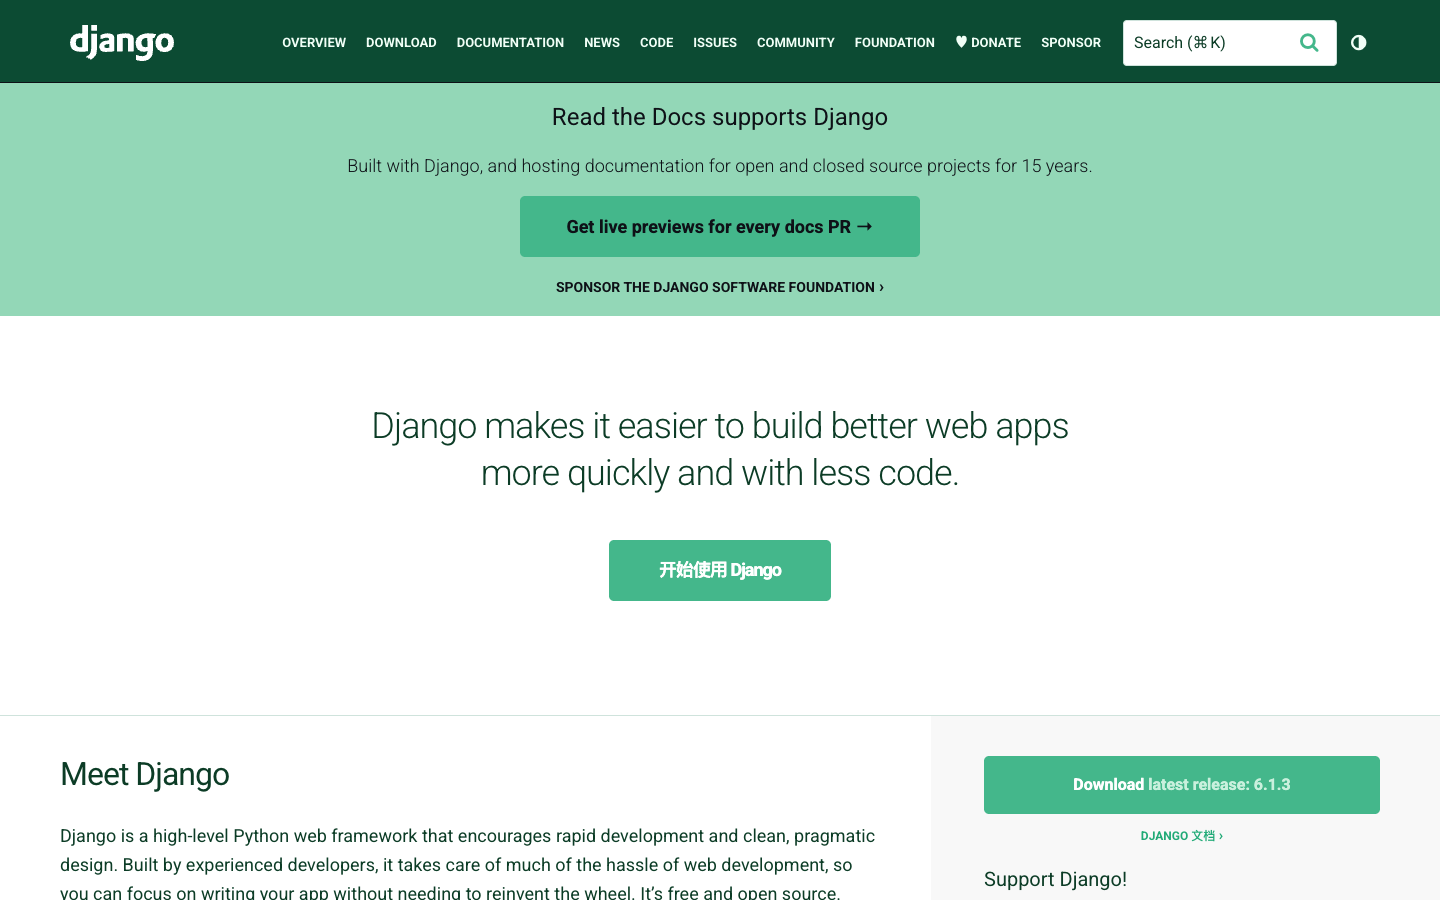 django
OVERVIEW DOWNLOAD DOCUMENTATION NEWS CODE ISSUES COMMUNITY FOUNDATION ♥ DONATE SPONSOR Search (⌘ K)
Read the Docs supports Django
Built with Django, and hosting documentation for open and closed source projects for 15 years.
Get live previews for every docs PR →
SPONSOR THE DJANGO SOFTWARE FOUNDATION ›
Django makes it easier to build better web apps
more quickly and with less code.
开始使用 Django
Meet Django
Django is a high-level Python web framework that encourages rapid development and clean, pragmatic
design. Built by experienced developers, it takes care of much of the hassle of web development, so
you can focus on writing your app without needing to reinvent the wheel. It’s free and open source.
Download latest release: 6.1.3
DJANGO 文档 ›
Support Django!